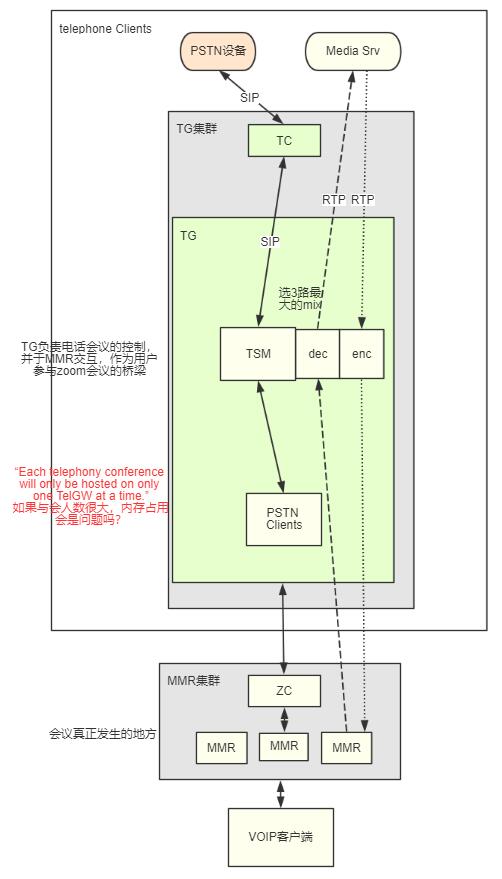 telephone Clients
PSTN设备
Media Srv
SIP
TG集群
TC
RTP
RTP
TG
SIP
选3路最
大的mix
TSM
dec
enc
TG负责电话会议的控制，
并于MMR交互，作为用户
参与zoom会议的桥梁
“Each telephony conference
will only be hosted on only
one TelGW at a time.”
如果与会人数很大，内存占用
会是问题吗？
PSTN
Clients
MMR集群
ZC
会议真正发生的地方
MMR
MMR
MMR
VOIP客户端